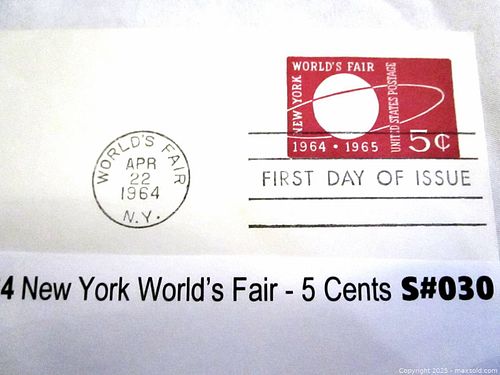 WORLD'S FAIR
NEW YORK
UNITED STATES POSTAGE
5¢
1964 • 1965
WORLD'S FAIR
APR
22
1964
N.Y.
FIRST DAY OF ISSUE
4 New York World's Fair - 5 Cents S#030
Copyright 2025 - maxsold.com